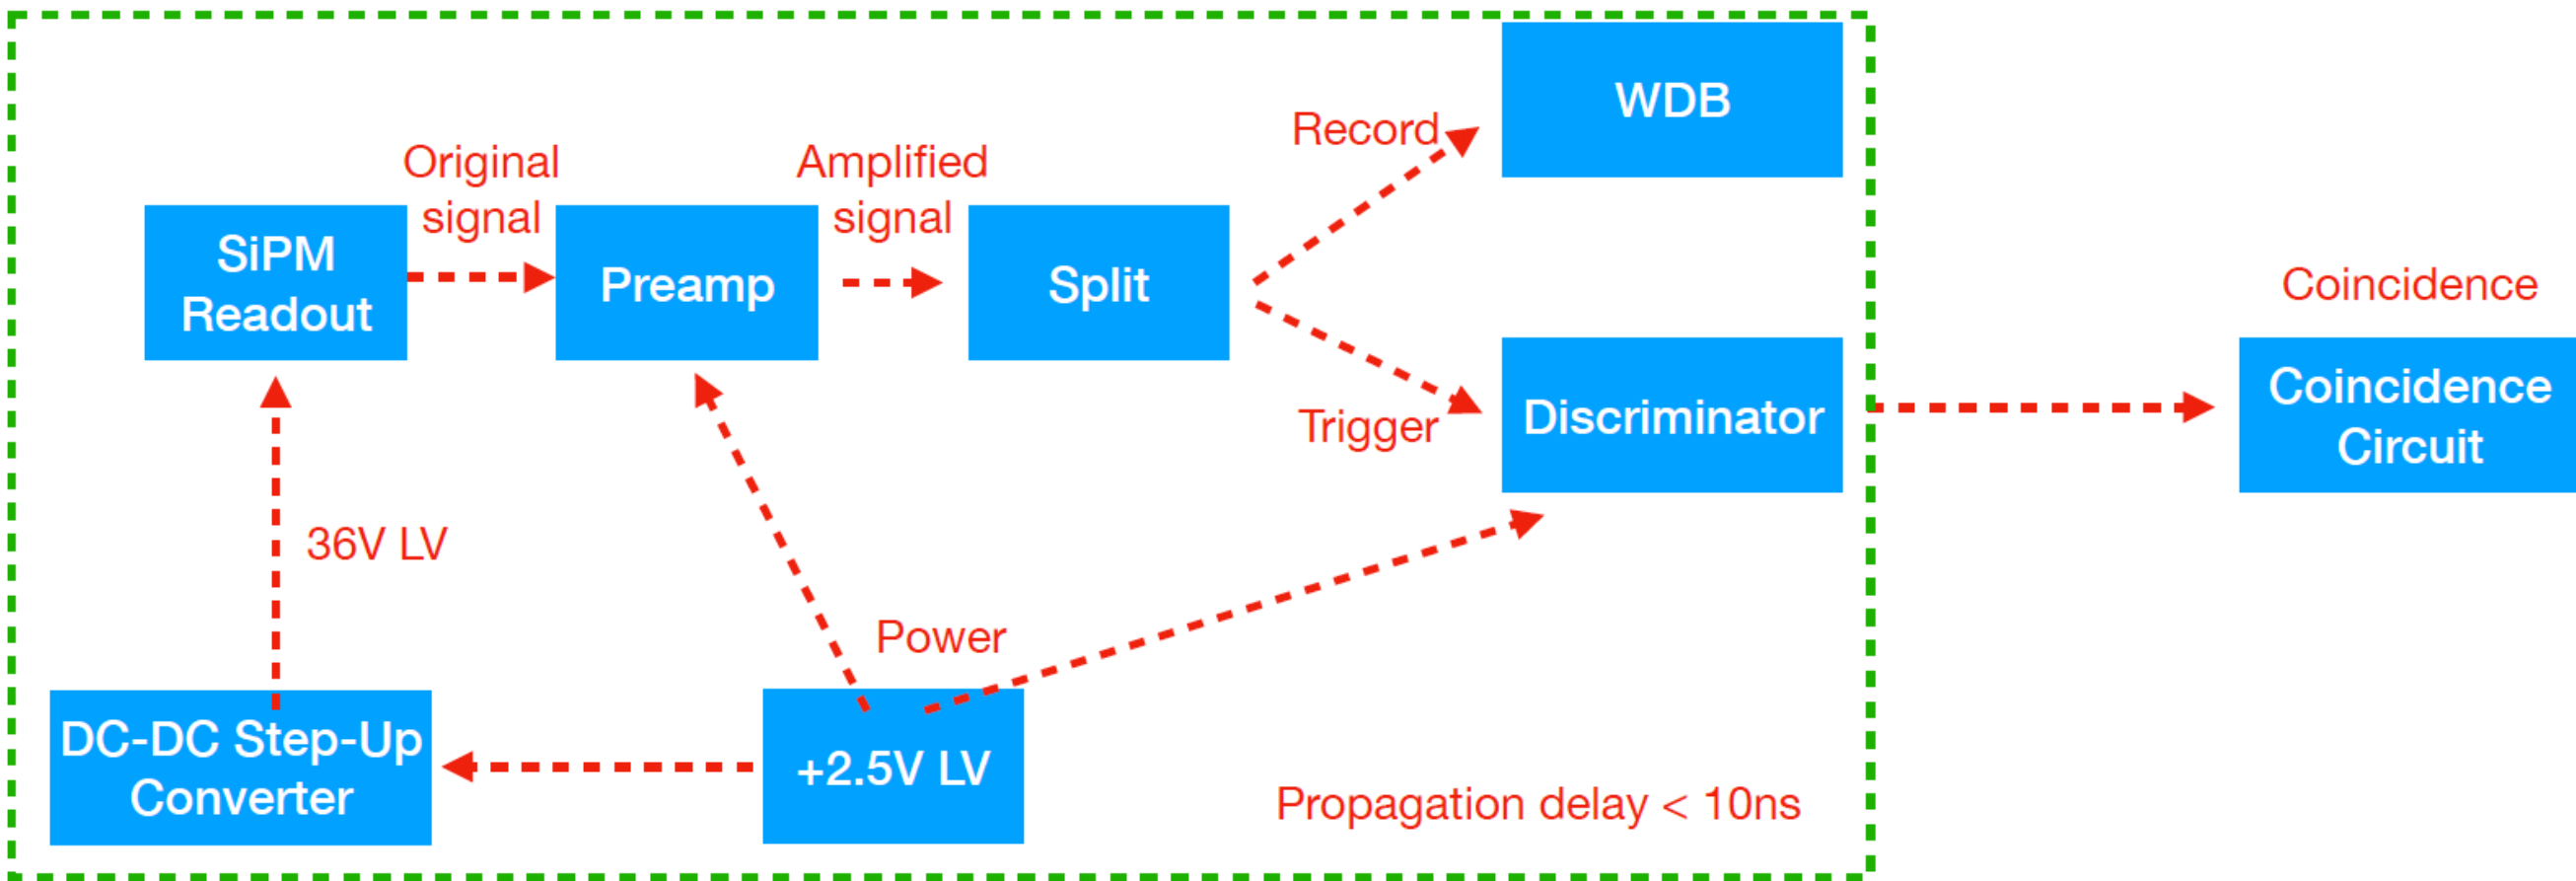 WDB
Record
Original
signal
Amplified
signal
SiPM
Readout
Preamp
Split
Trigger
Discriminator
Coincidence
Coincidence
Circuit
36V LV
Power
DC-DC Step-Up
Converter
+2.5V LV
Propagation delay < 10ns